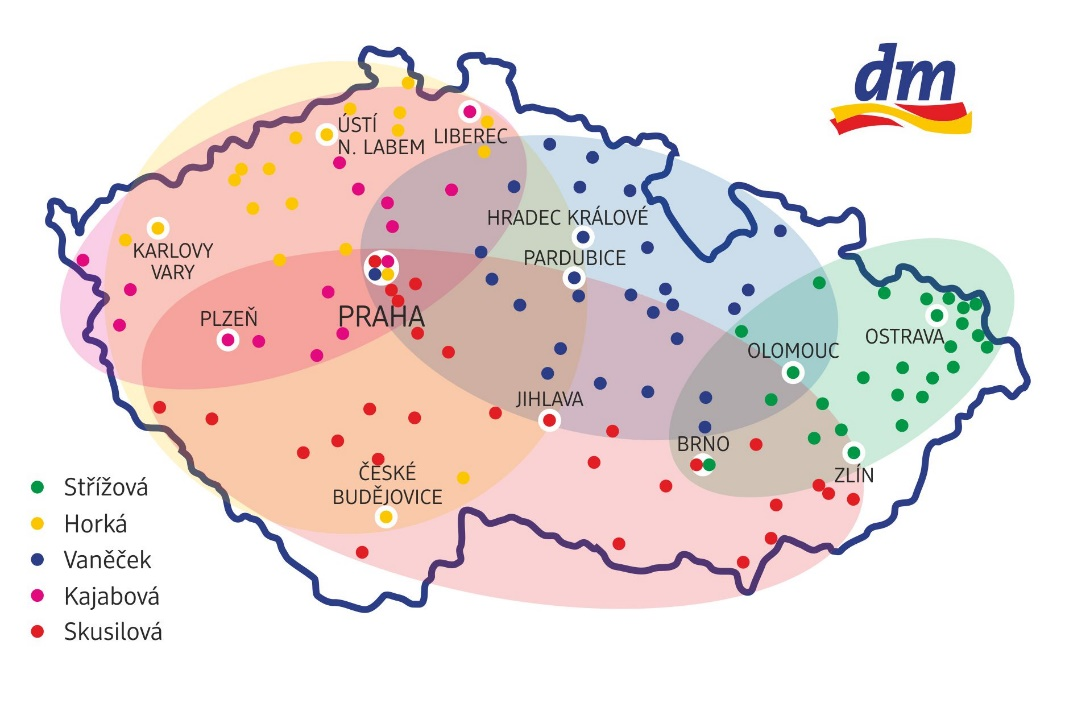 dm
ÚSTÍ
N. LABEM
LIBEREC
HRADEC KRÁLOVÉ
KARLOVY
VARY
PARDUBICE
PLZEŇ
PRAHA
OSTRAVA
OLOMOUC
JIHLAVA
BRNO
ZLÍN
ČESKÉ
BUDĚJOVICE
Střížová
Horká
Vaněček
Kajabová
Skusilová